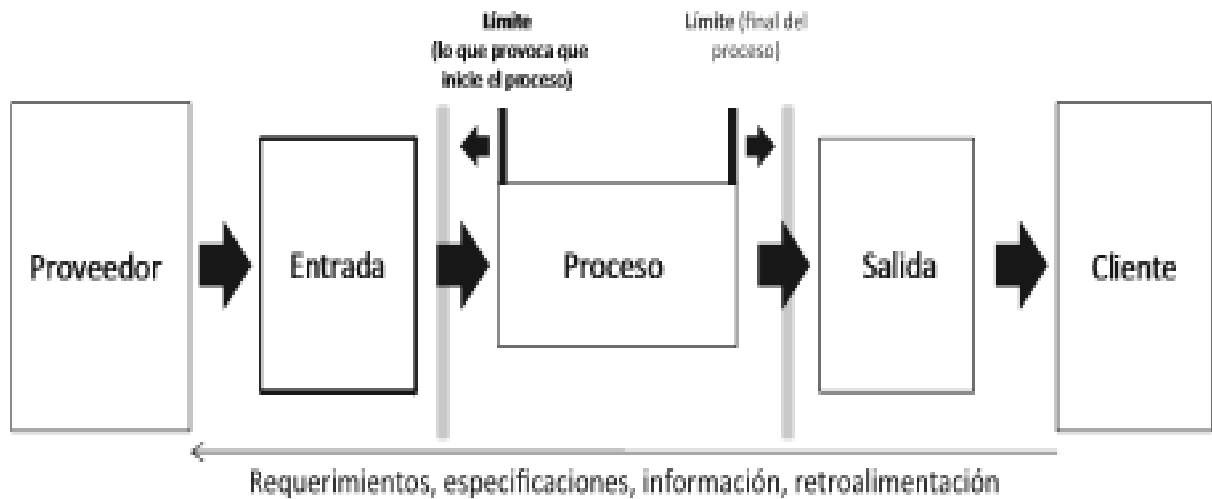 Límite
(lo que provoca que
inicie el proceso)
Límite (final del
proceso)
Proveedor
Entrada
Proceso
Salida
Cliente
Requerimientos, especificaciones, información, retroalimentación